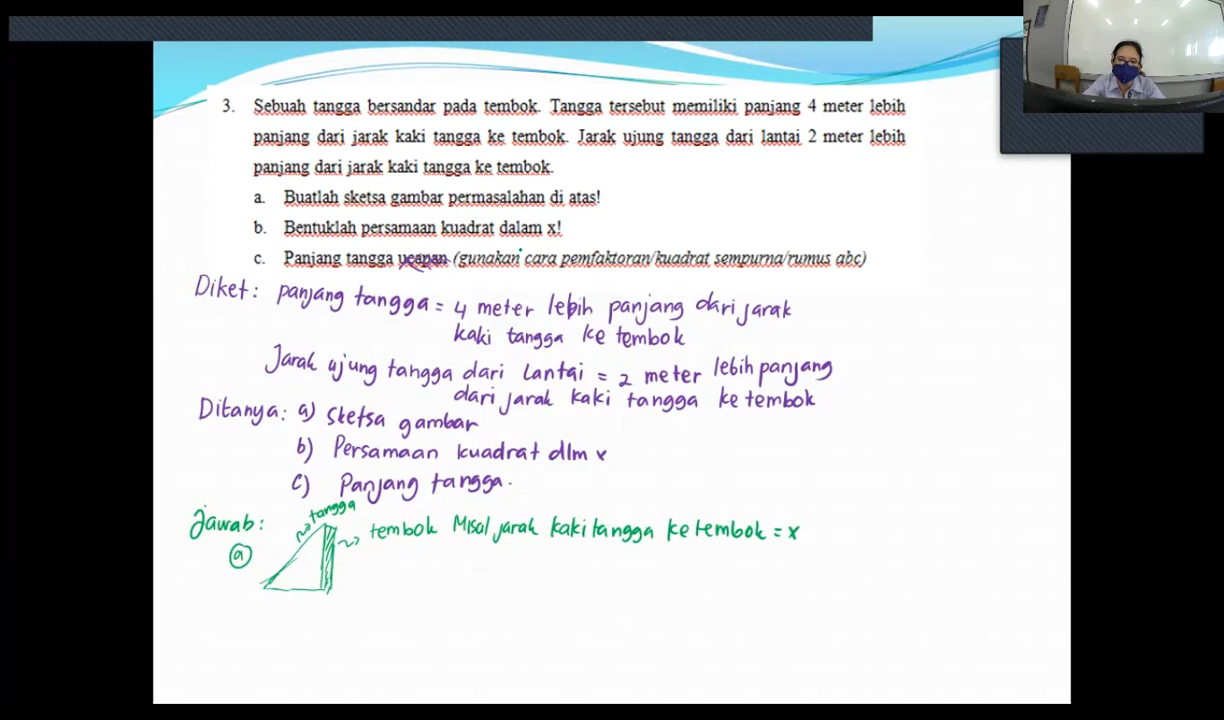 3. Sebuah tangga bersandar pada tembok. Tangga tersebut memiliki panjang 4 meter lebih
panjang dari jarak kaki tangga ke tembok. Jarak ujung tangga dari lantai 2 meter lebih
panjang dari jarak kaki tangga ke tembok.
a. Buatlah sketsa gambar permasalahan di atas!
b. Bentuklah persamaan kuadrat dalam x!
c. Panjang tangga ucapan (gunakan cara pemfaktoran/kuadrat sempurna/rumus abc)
Diket: panjang tangga = 4 meter lebih panjang dari jarak
kaki tangga ke tembok
Jarak ujung tangga dari lantai = 2 meter lebih panjang
dari jarak kaki tangga ke tembok
Ditanya: a) sketsa gambar
b) Persamaan kuadrat dlm x
c) Panjang tangga.
Jawab:
a
tangga
tembok
Misal jarak kaki tangga ke tembok = x